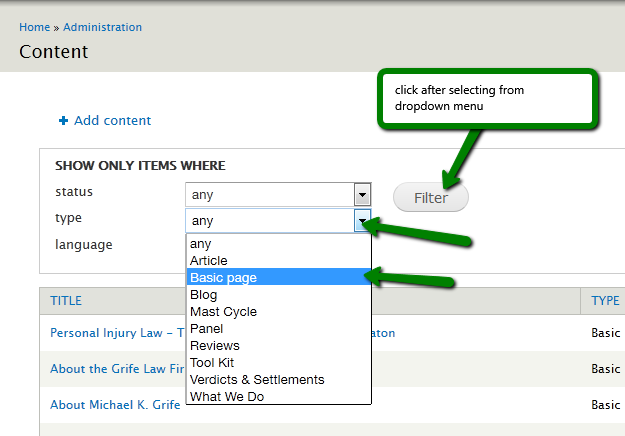 Home » Administration
Content
click after selecting from
dropdown menu
+ Add content
SHOW ONLY ITEMS WHERE
status any Filter
type any
language
any
Article
Basic page
Blog
Mast Cycle
Panel
Reviews
Tool Kit
Verdicts & Settlements
What We Do
TITLE TYPE
Personal Injury Law – T aton Basic
About the Grife Law Fir Basic
About Michael K. Grife Basic